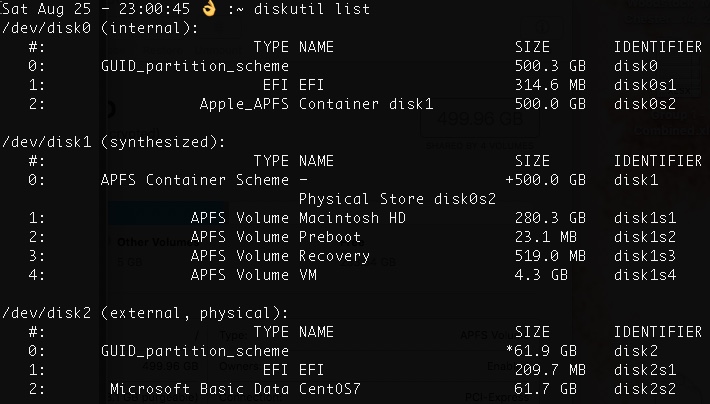 Sat Aug 25 - 23:00:45 👌 :~ diskutil list
/dev/disk0 (internal):
#: TYPE NAME SIZE IDENTIFIER
0: GUID_partition_scheme 500.3 GB disk0
1: EFI EFI 314.6 MB disk0s1
2: Apple_APFS Container disk1 500.0 GB disk0s2
/dev/disk1 (synthesized):
#: TYPE NAME SIZE IDENTIFIER
0: APFS Container Scheme - +500.0 GB disk1
Physical Store disk0s2
1: APFS Volume Macintosh HD 280.3 GB disk1s1
2: APFS Volume Preboot 23.1 MB disk1s2
3: APFS Volume Recovery 519.0 MB disk1s3
4: APFS Volume VM 4.3 GB disk1s4
/dev/disk2 (external, physical):
#: TYPE NAME SIZE IDENTIFIER
0: GUID_partition_scheme *61.9 GB disk2
1: EFI EFI 209.7 MB disk2s1
2: Microsoft Basic Data CentOS7 61.7 GB disk2s2